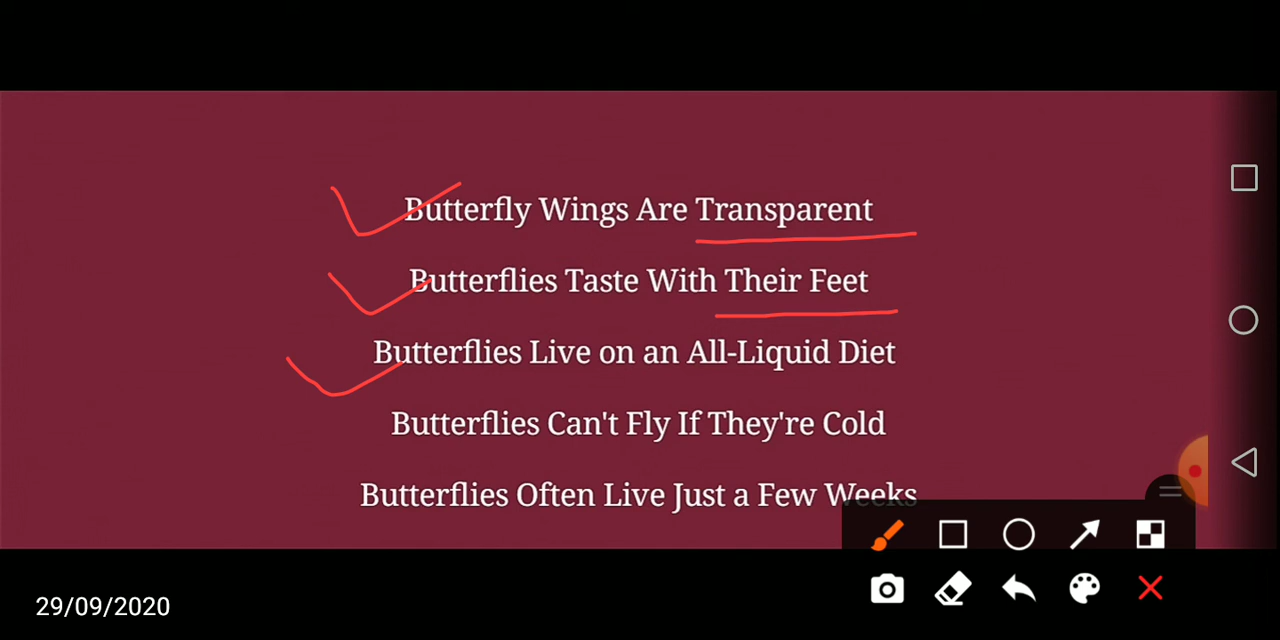 Butterfly Wings Are Transparent
Butterflies Taste With Their Feet
Butterflies Live on an All-Liquid Diet
Butterflies Can't Fly If They're Cold
Butterflies Often Live Just a Few Weeks
29/09/2020